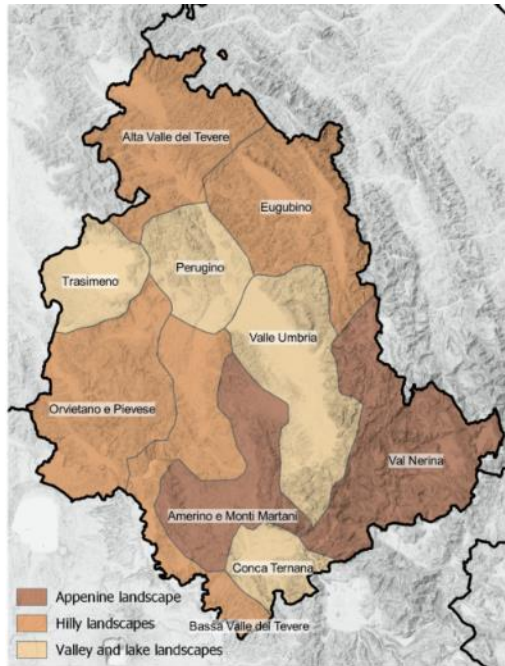 Alta Valle del Tevere
Eugubino
Perugino
Trasimeno
Valle Umbria
Orvietano e Pievese
Val Nerina
Amerino e Monti Martani
Conca Ternana
Bassa Valle del Tevere
Appenine landscape
Hilly landscapes
Valley and lake landscapes